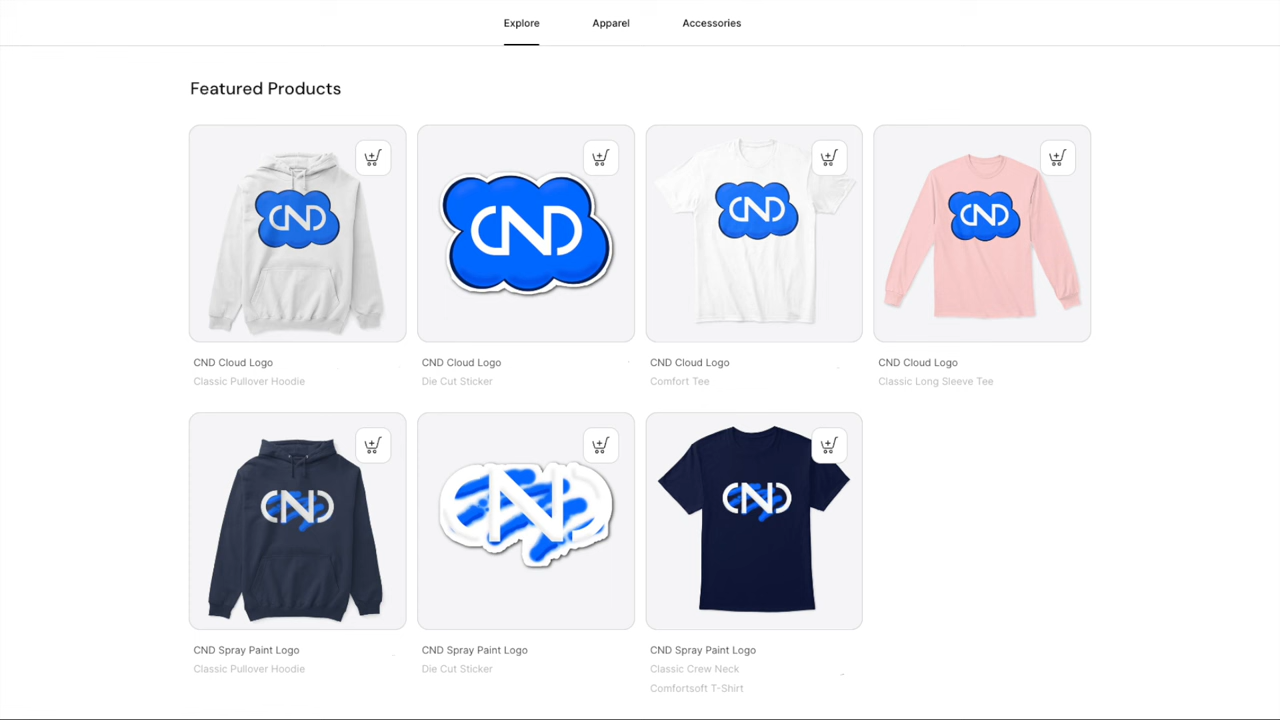 Explore
Apparel
Accessories
Featured Products
CND
CND
CND
CND
CND Cloud Logo
Classic Pullover Hoodie
CND Cloud Logo
Die Cut Sticker
CND Cloud Logo
Comfort Tee
CND Cloud Logo
Classic Long Sleeve Tee
CND
CND
CND
CND Spray Paint Logo
Classic Pullover Hoodie
CND Spray Paint Logo
Die Cut Sticker
CND Spray Paint Logo
Classic Crew Neck
Comfortsoft T-Shirt